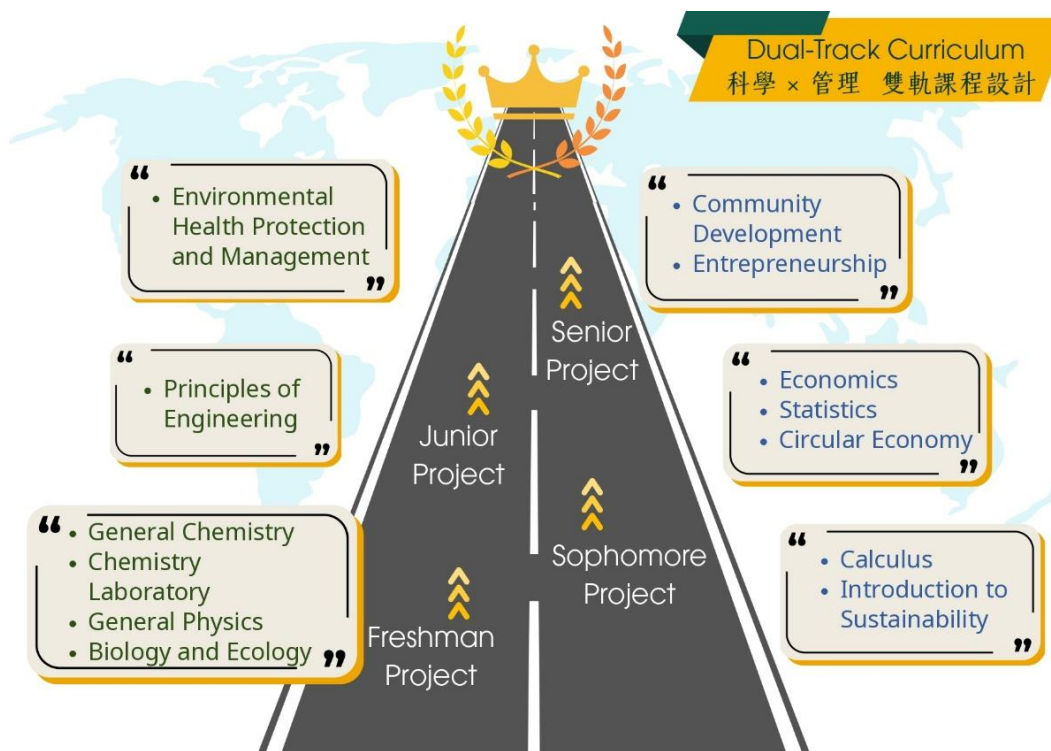 Dual-Track Curriculum
科學 × 管理 雙軌課程設計
“
• Environmental
Health Protection
and Management
”
“
• Community
Development
• Entrepreneurship
”
Senior
Project
“
• Principles of
Engineering
”
“
• Economics
• Statistics
• Circular Economy
”
Junior
Project
“
• General Chemistry
• Chemistry
Laboratory
• General Physics
• Biology and Ecology
”
Sophomore
Project
“
• Calculus
• Introduction to
Sustainability
”
Freshman
Project